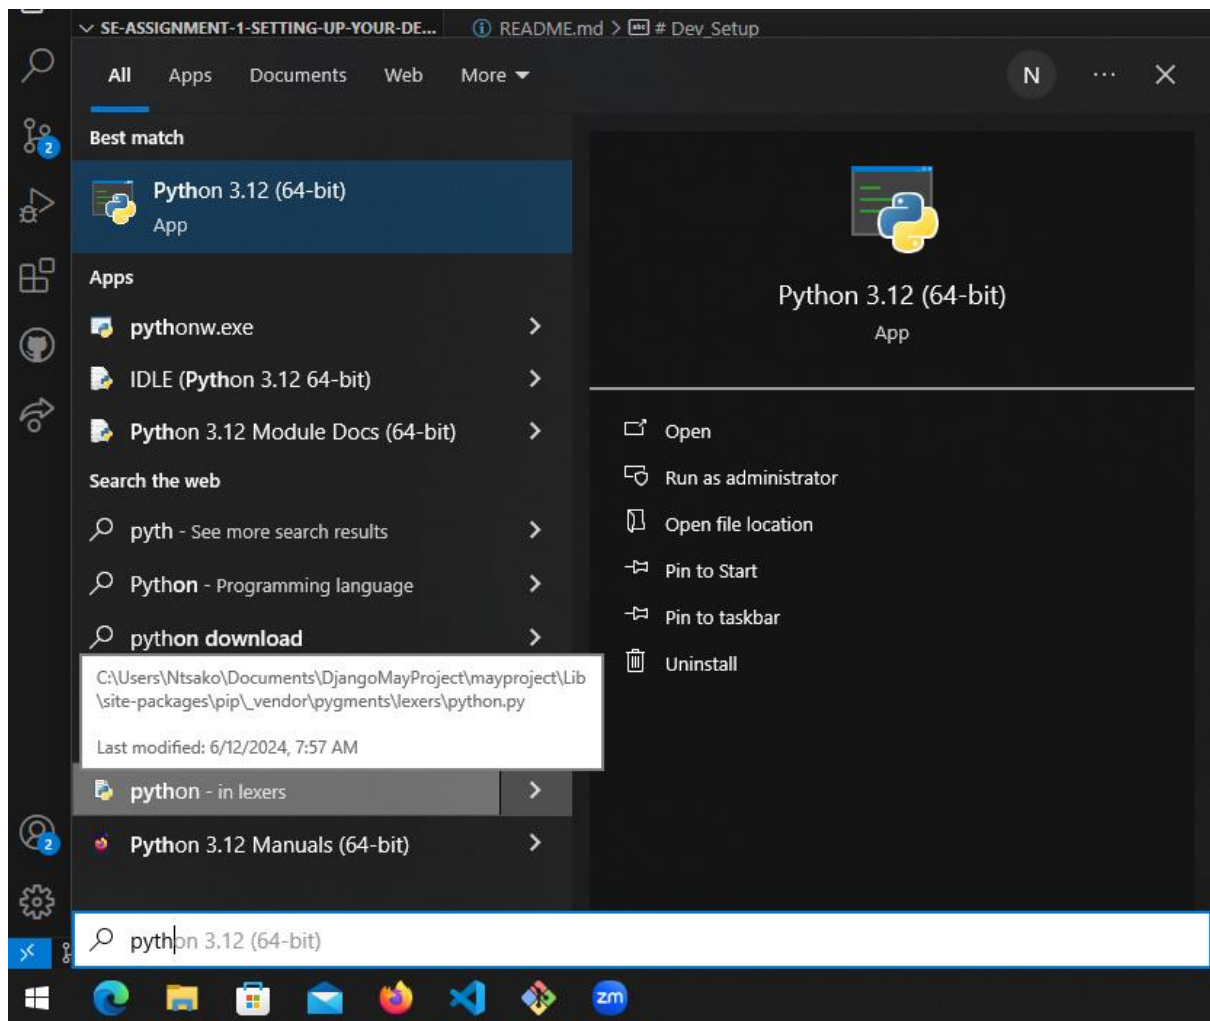 SE-ASSIGNMENT-1-SETTING-UP-YOUR-DE...
README.md > # Dev_Setup
All Apps Documents Web More
N
Best match
Python 3.12 (64-bit)
App
Apps
pythonw.exe
IDLE (Python 3.12 64-bit)
Python 3.12 Module Docs (64-bit)
Search the web
pyth - See more search results
Python - Programming language
python download
C:\Users\Ntsako\Documents\DjangoMayProject\mayproject\Lib
\site-packages\pip\_vendor\pygments\lexers\python.py
Last modified: 6/12/2024, 7:57 AM
python - in lexers
Python 3.12 Manuals (64-bit)
python 3.12 (64-bit)
Python 3.12 (64-bit)
App
Open
Run as administrator
Open file location
Pin to Start
Pin to taskbar
Uninstall
2
2
zm